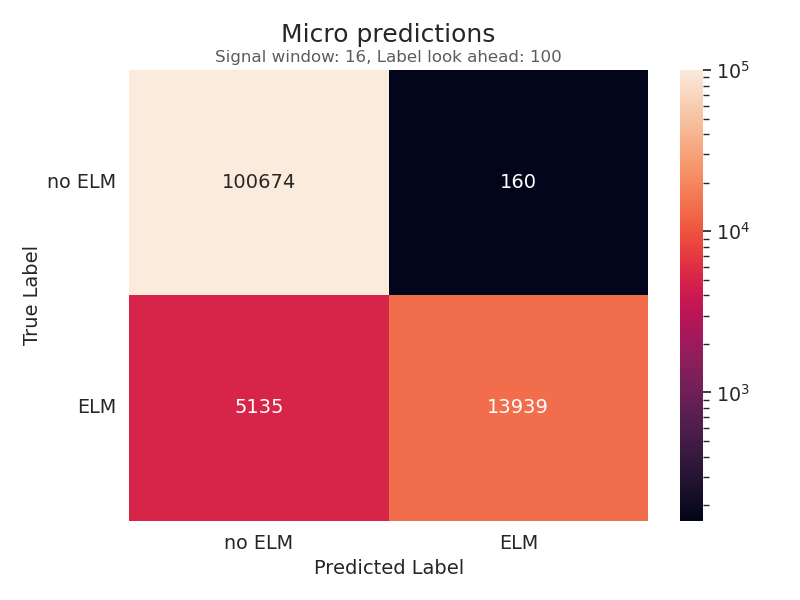 Micro predictions
Signal window: 16, Label look ahead: 100
no ELM
100674
160
ELM
5135
13939
True Label
no ELM
ELM
Predicted Label
10^5
10^4
10^3